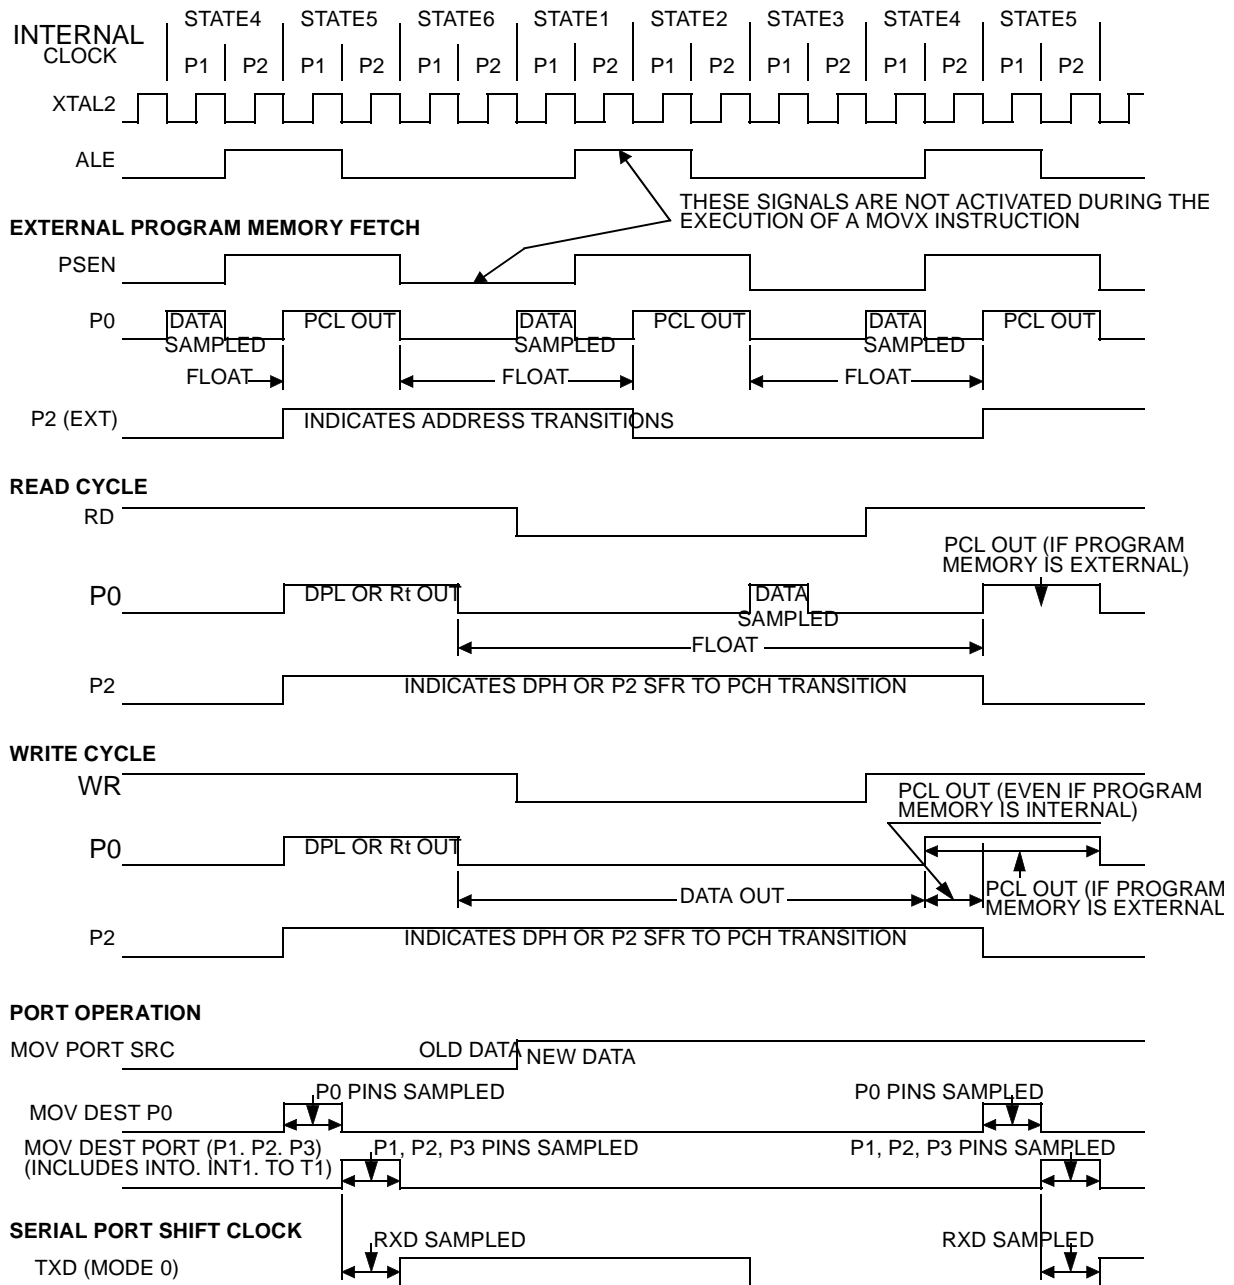 INTERNAL CLOCK
STATE4 STATE5 STATE6 STATE1 STATE2 STATE3 STATE4 STATE5
P1 P2 P1 P2 P1 P2 P1 P2 P1 P2 P1 P2 P1 P2 P1 P2
XTAL2
ALE
THESE SIGNALS ARE NOT ACTIVATED DURING THE
EXECUTION OF A MOVX INSTRUCTION
EXTERNAL PROGRAM MEMORY FETCH
PSEN
P0 DATA PCL OUT DATA PCL OUT DATA PCL OUT
SAMPLED SAMPLED SAMPLED
FLOAT FLOAT FLOAT
P2 (EXT) INDICATES ADDRESS TRANSITIONS
READ CYCLE
RD
PCL OUT (IF PROGRAM
MEMORY IS EXTERNAL)
P0 DPL OR Rt OUT DATA
SAMPLED
FLOAT
P2 INDICATES DPH OR P2 SFR TO PCH TRANSITION
WRITE CYCLE
WR
PCL OUT (EVEN IF PROGRAM
MEMORY IS INTERNAL)
P0 DPL OR Rt OUT
DATA OUT
PCL OUT (IF PROGRAM
MEMORY IS EXTERNAL
P2 INDICATES DPH OR P2 SFR TO PCH TRANSITION
PORT OPERATION
MOV PORT SRC OLD DATA NEW DATA
P0 PINS SAMPLED P0 PINS SAMPLED
MOV DEST P0
MOV DEST PORT (P1. P2. P3) P1, P2, P3 PINS SAMPLED P1, P2, P3 PINS SAMPLED
(INCLUDES INTO. INT1. TO T1)
SERIAL PORT SHIFT CLOCK
RXD SAMPLED RXD SAMPLED
TXD (MODE 0)